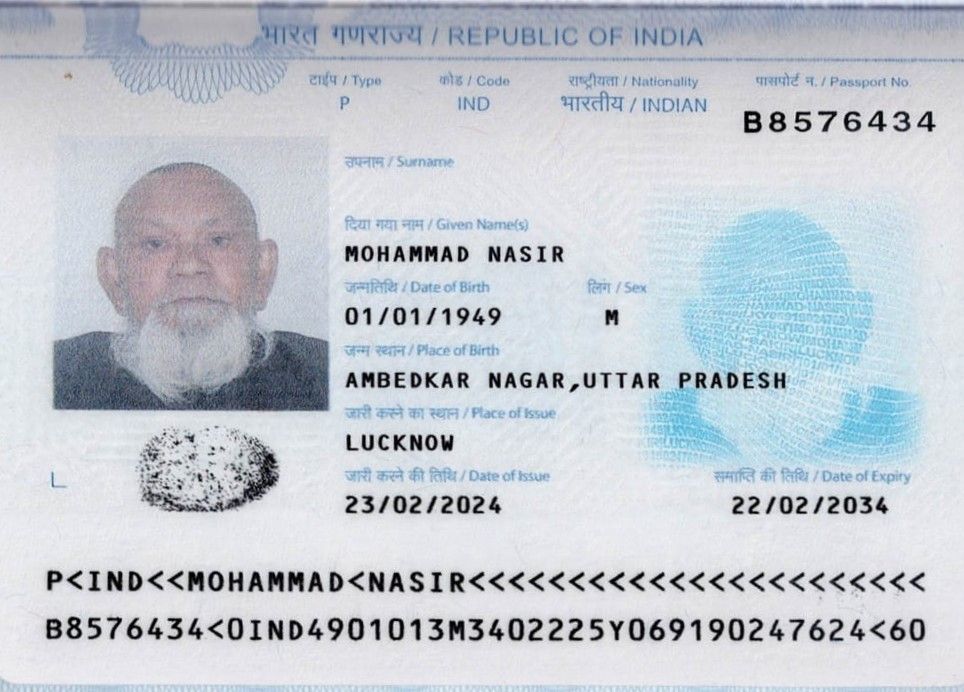 भारत गणराज्य / REPUBLIC OF INDIA
टाईप / Type कोड / Code राष्ट्रीयता / Nationality पासपोर्ट न. / Passport No.
P IND भारतीय / INDIAN B8576434
उपनाम / Surname
दिया गया नाम / Given Name(s)
MOHAMMAD NASIR
जन्मतिथि / Date of Birth लिंग / Sex
01/01/1949 M
जन्म स्थान / Place of Birth
AMBEDKAR NAGAR,UTTAR PRADESH
जारी करने का स्थान / Place of Issue
LUCKNOW
जारी करने की तिथि / Date of Issue समाप्ति की तिथि / Date of Expiry
23/02/2024 22/02/2034
P<IND<<MOHAMMAD<NASIR<<<<<<<<<<<<<<<<<<<<<<<
B8576434<0IND4901013M3402225Y069190247624<60